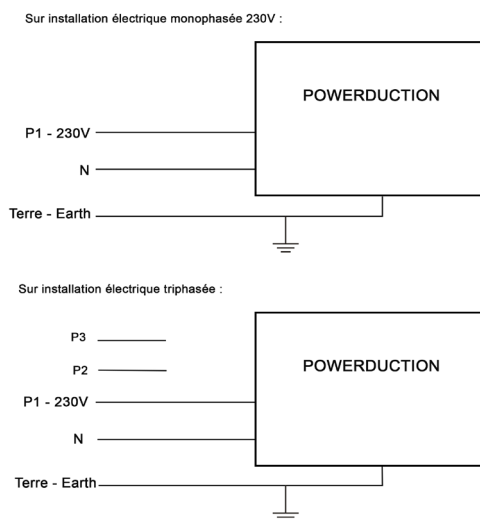 Sur installation électrique monophasée 230V :
POWERDUCTION
P1 - 230V
N
Terre - Earth
Sur installation électrique triphasée :
P3
P2
POWERDUCTION
P1 - 230V
N
Terre - Earth